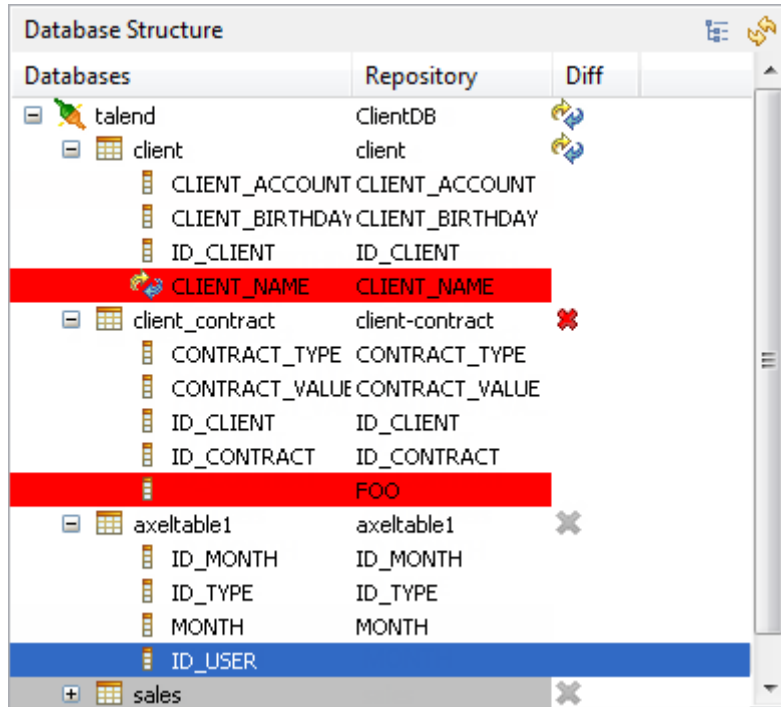 Database Structure
Databases Repository Diff
talend ClientDB
client client
CLIENT_ACCOUNT CLIENT_ACCOUNT
CLIENT_BIRTHDAY CLIENT_BIRTHDAY
ID_CLIENT ID_CLIENT
CLIENT_NAME CLIENT_NAME
client_contract client-contract
CONTRACT_TYPE CONTRACT_TYPE
CONTRACT_VALUE CONTRACT_VALUE
ID_CLIENT ID_CLIENT
ID_CONTRACT ID_CONTRACT
FOO
axeltable1 axeltable1
ID_MONTH ID_MONTH
ID_TYPE ID_TYPE
MONTH MONTH
ID_USER
sales